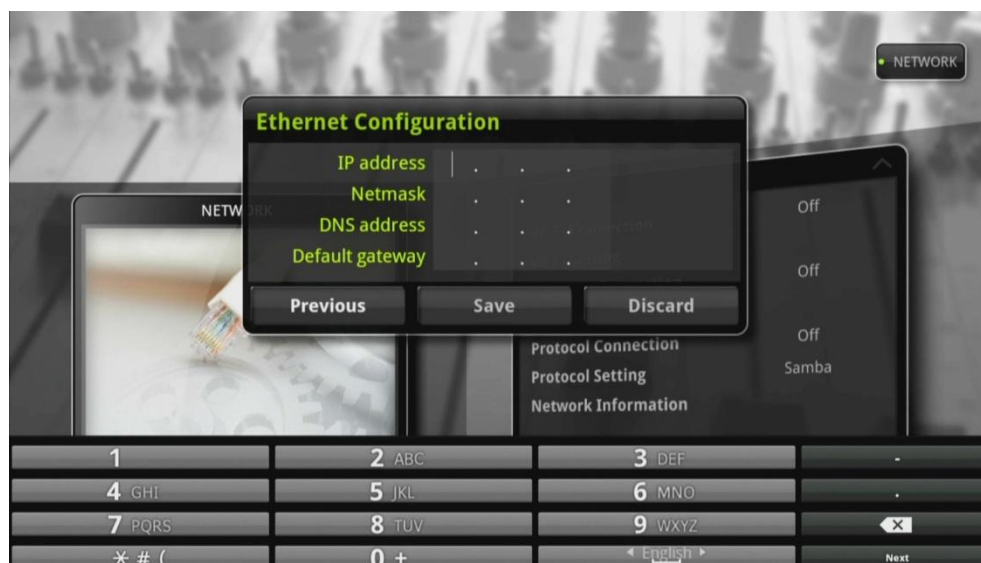 NETWORK
Ethernet Configuration
IP address . . .
Netmask . . .
DNS address . . .
Default gateway . . .
Previous Save Discard
NETWORK
Off
Off
Off
Protocol Connection
Samba
Protocol Setting
Network Information
1 2 ABC 3 DEF -
4 GHI 5 JKL 6 MNO .
7 PQRS 8 TUV 9 WXYZ
* # ( 0 + English Next